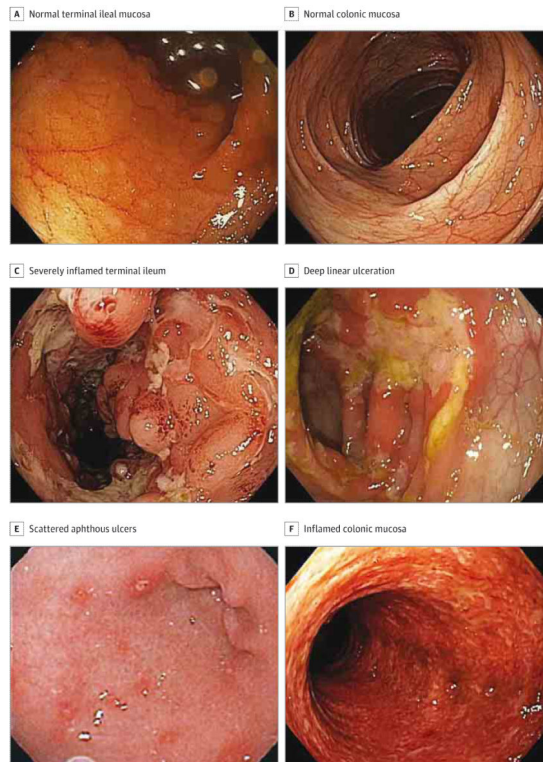 A Normal terminal ileal mucosa
B Normal colonic mucosa
C Severely inflamed terminal ileum
D Deep linear ulceration
E Scattered aphthous ulcers
F Inflamed colonic mucosa